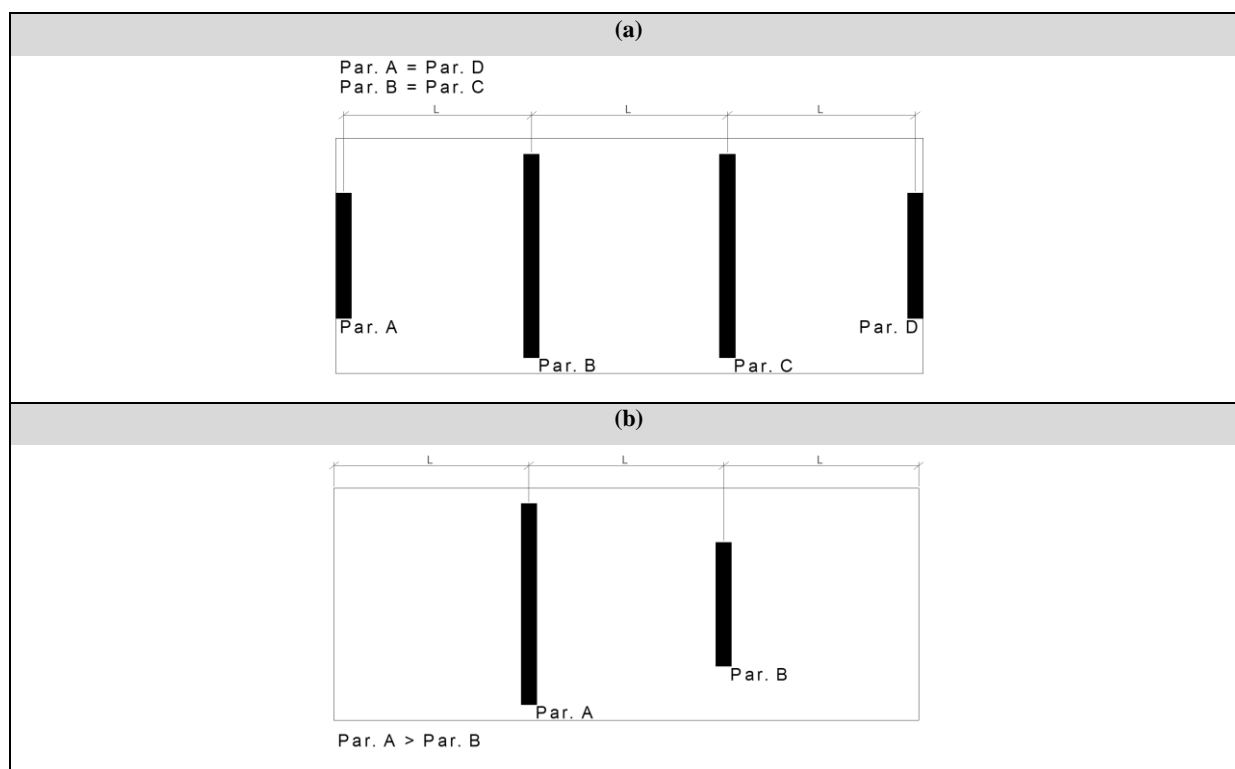 (a)
Par. A = Par. D
Par. B = Par. C
L L L
Par. A
Par. D
Par. B
Par. C
(b)
L L L
Par. B
Par. A
Par. A > Par. B